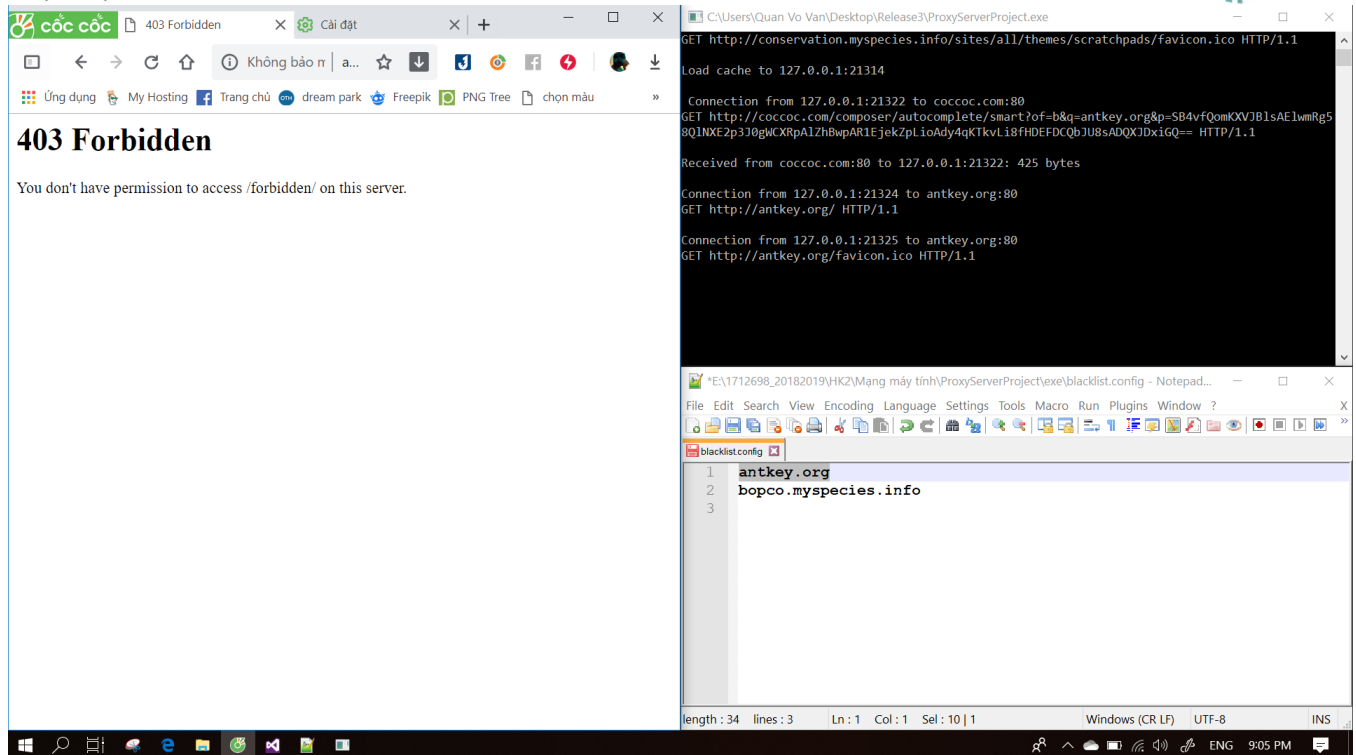 cốc cốc
403 Forbidden
Cài đặt
Không bảo m
a...
Ứng dụng
My Hosting
Trang chủ
dream park
Freepik
PNG Tree
chọn màu
»
403 Forbidden
You don't have permission to access /forbidden/ on this server.
C:\Users\Quan Vo Van\Desktop\Release3\ProxyServerProject.exe
GET http://conservation.myspecies.info/sites/all/themes/scratchpads/favicon.ico HTTP/1.1
Load cache to 127.0.0.1:21314
Connection from 127.0.0.1:21322 to coccoc.com:80
GET http://coccoc.com/composer/autocomplete/smart?of=b&q=antkey.org&p=SB4vfQomKXVJBlsAElwmRg5
8QlNXE2p3J0gWCXRpAlZhBwpAR1EjekZpLioAdy4qKTkvLi8fHDEFDCQbJU8sADQXJDxiGQ== HTTP/1.1
Received from coccoc.com:80 to 127.0.0.1:21322: 425 bytes
Connection from 127.0.0.1:21324 to antkey.org:80
GET http://antkey.org/ HTTP/1.1
Connection from 127.0.0.1:21325 to antkey.org:80
GET http://antkey.org/favicon.ico HTTP/1.1
*E:\1712698_20182019\HK2\Mạng máy tính\ProxyServerProject\exe\blacklist.config - Notepad...
File Edit Search View Encoding Language Settings Tools Macro Run Plugins Window ? X
blacklist.config
1 antkey.org
2 bopco.myspecies.info
3
length : 34 lines : 3 Ln : 1 Col : 1 Sel : 10 | 1 Windows (CR LF) UTF-8 INS
ENG 9:05 PM